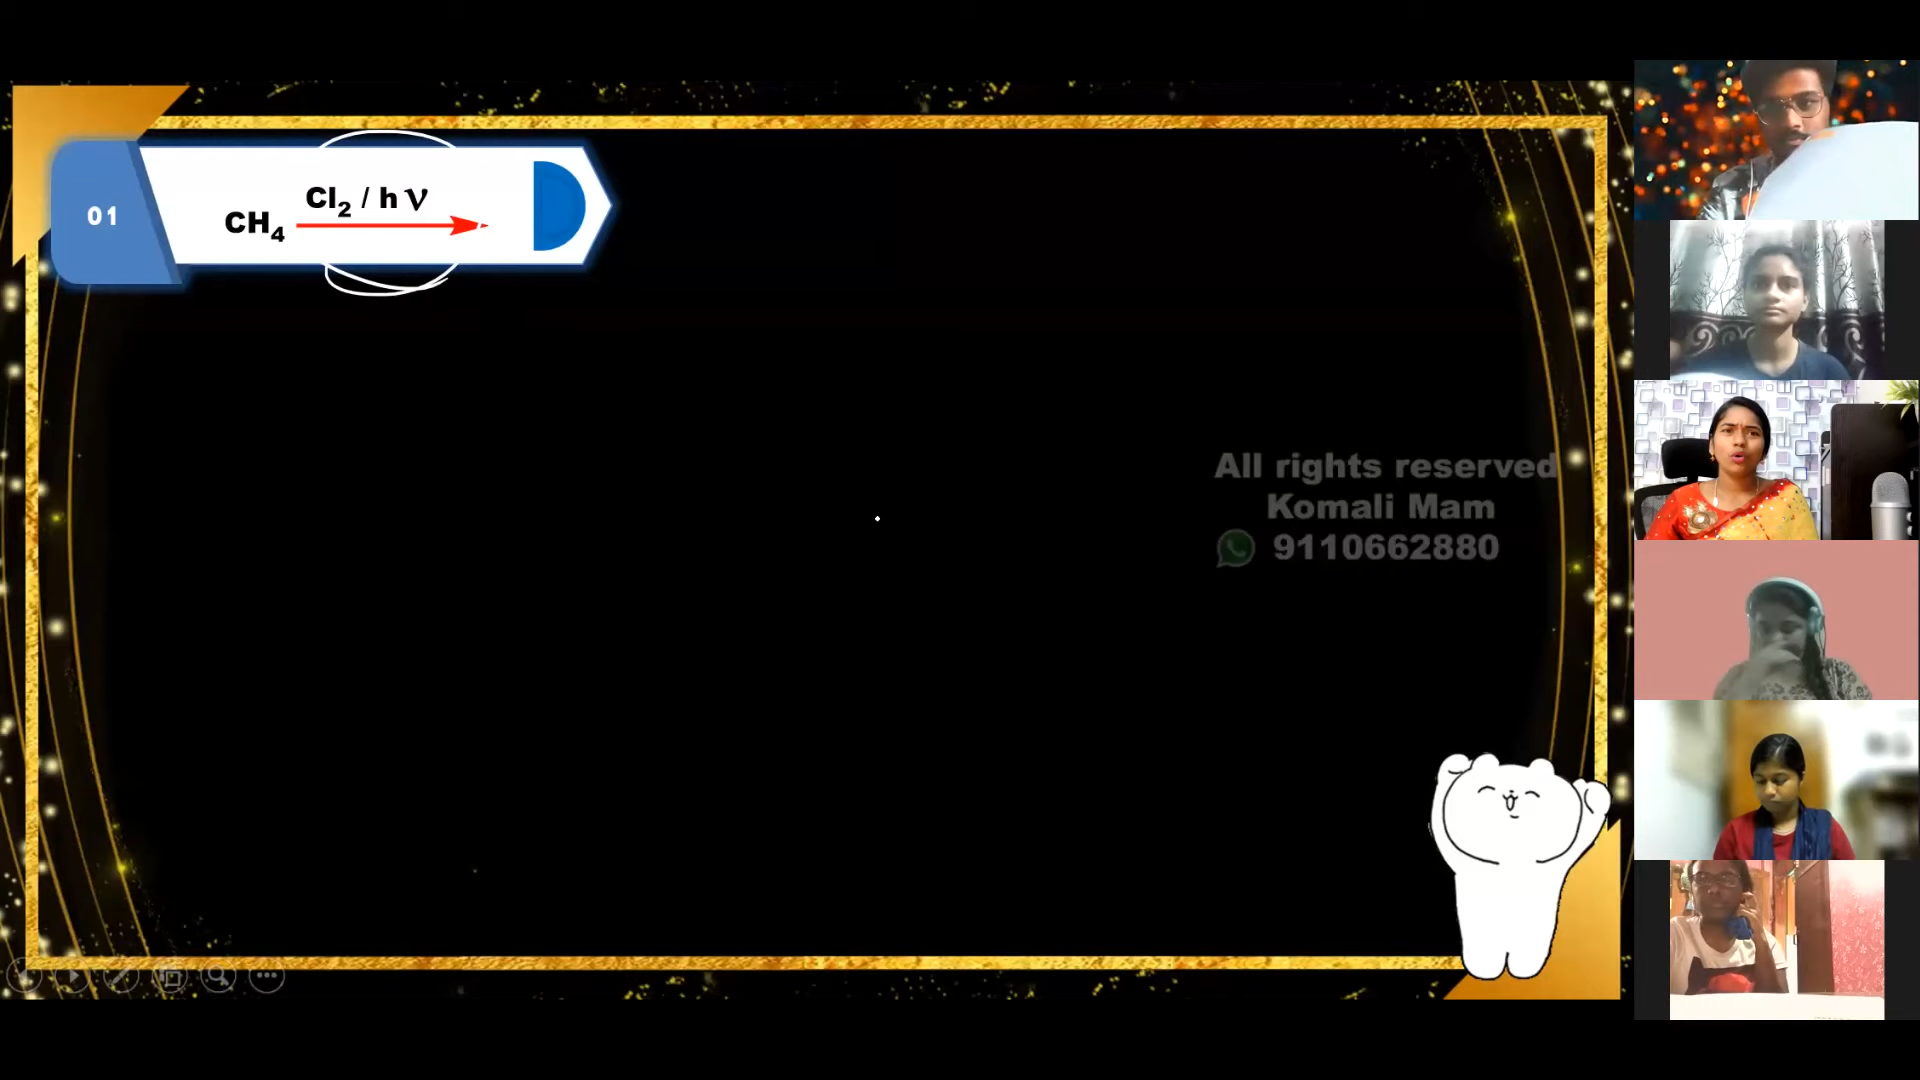 01
Cl₂ / hν
CH₄
All rights reserved
Komali Mam
9110662880